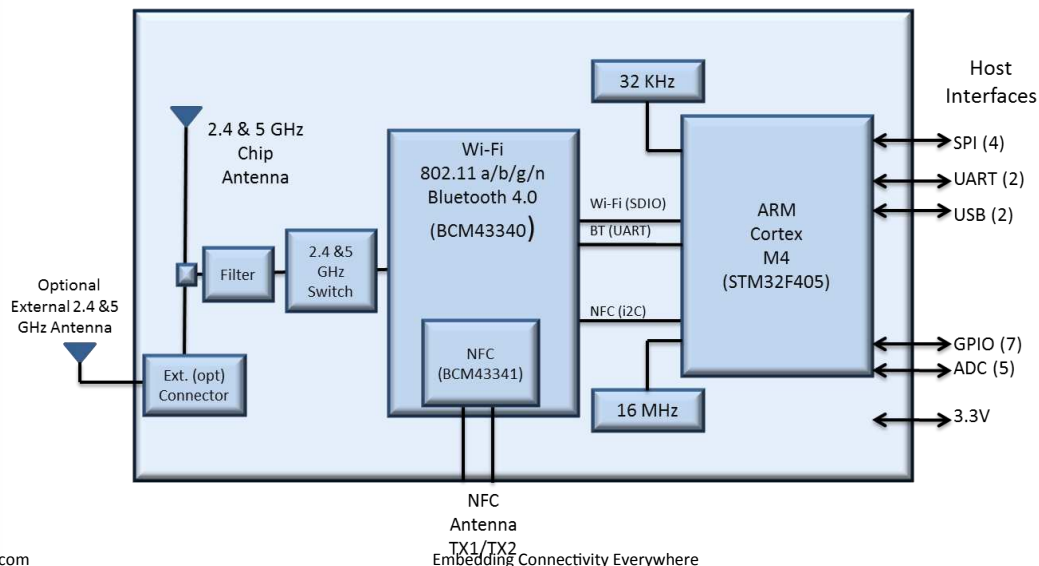 32 KHz
Host
Interfaces
2.4 & 5 GHz
Chip
Antenna
Wi-Fi
802.11 a/b/g/n
Bluetooth 4.0
(BCM43340)
SPI (4)
UART (2)
USB (2)
Wi-Fi (SDIO)
BT (UART)
ARM
Cortex
M4
(STM32F405)
Filter
2.4 &5
GHz
Switch
Optional
External 2.4 &5
GHz Antenna
NFC (i2C)
NFC
(BCM43341)
GPIO (7)
ADC (5)
Ext. (opt)
Connector
16 MHz
3.3V
NFC
Antenna
TX1/TX2
com
Embedding Connectivity Everywhere